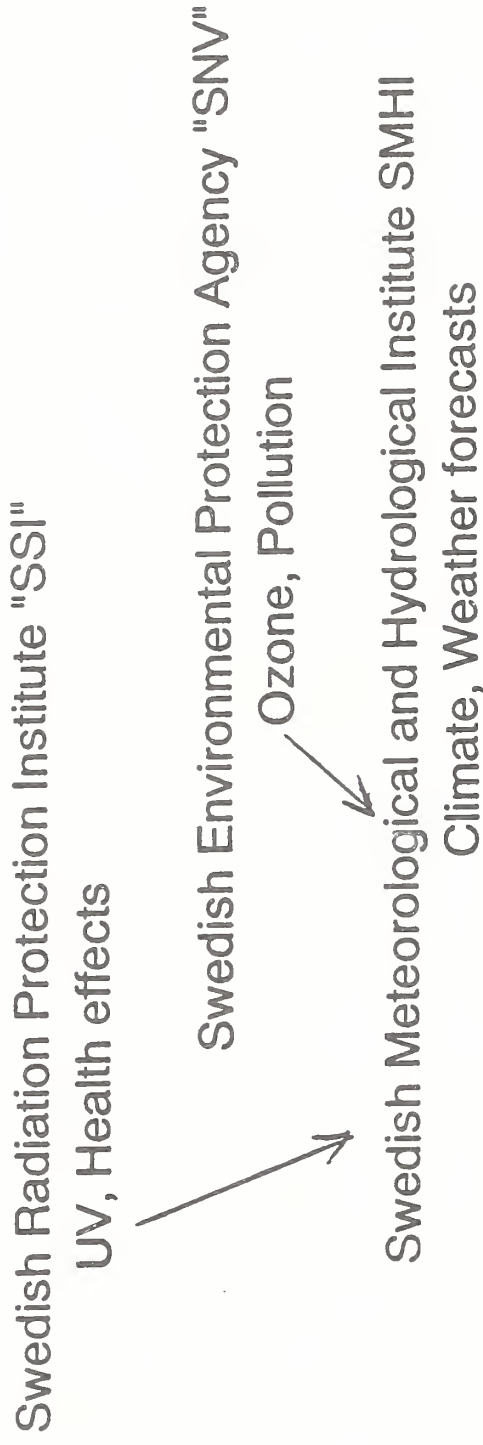 Swedish Radiation Protection Institute "SSI"
UV, Health effects
Swedish Environmental Protection Agency "SNV"
Ozone, Pollution
Swedish Meteorological and Hydrological Institute SMHI
Climate, Weather forecasts